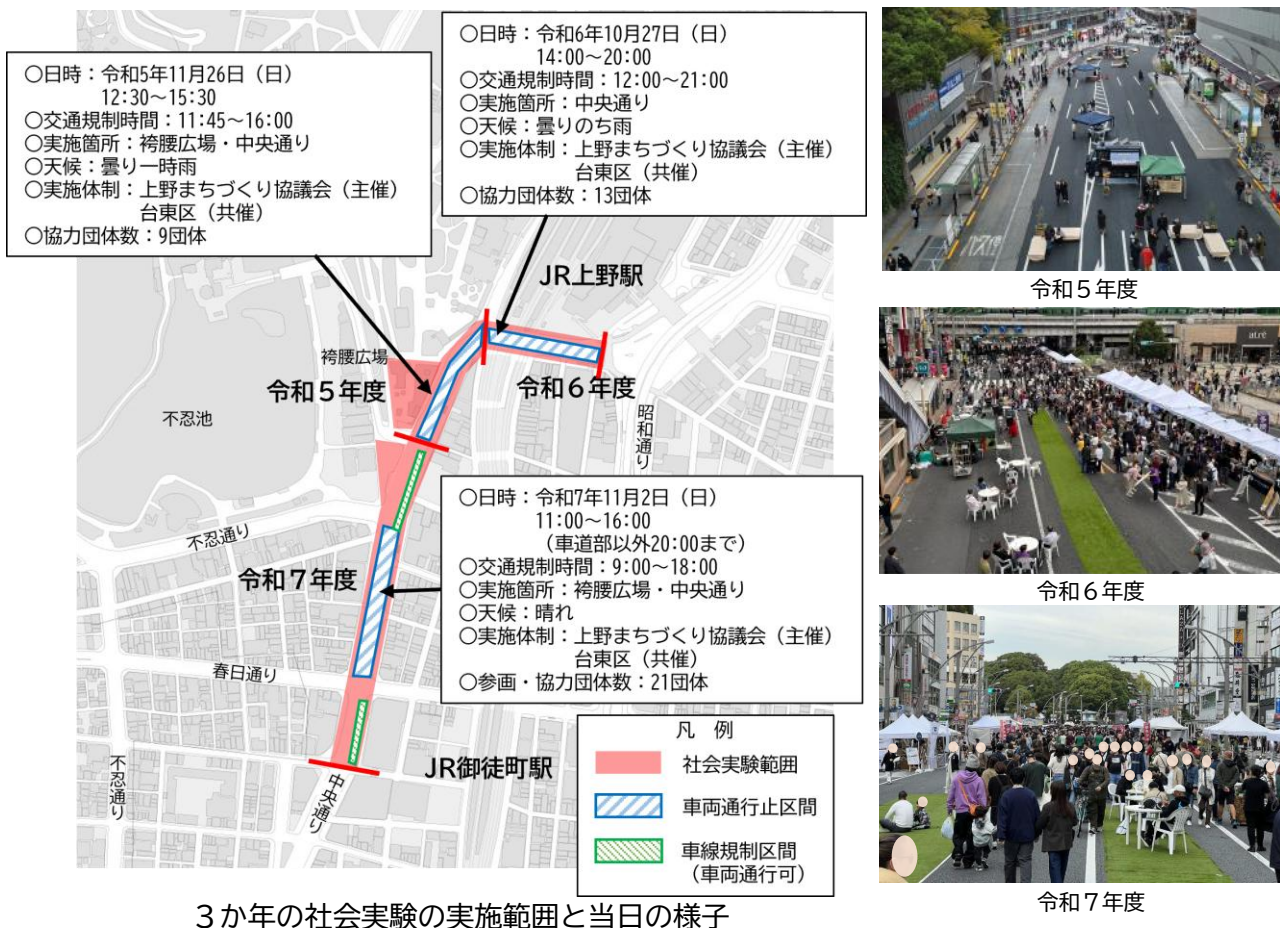 ○日時：令和5年11月26日（日）
12:30～15:30
○交通規制時間：11:45～16:00
○実施箇所：袴腰広場・中央通り
○天候：曇り一時雨
○実施体制：上野まちづくり協議会（主催）
台東区（共催）
○協力団体数：9団体
○日時：令和6年10月27日（日）
14:00～20:00
○交通規制時間：12:00～21:00
○実施箇所：中央通り
○天候：曇りのち雨
○実施体制：上野まちづくり協議会（主催）
台東区（共催）
○協力団体数：13団体
JR上野駅
袴腰広場
令和５年度
令和６年度
不忍池
昭和通り
○日時：令和7年11月2日（日）
11:00～16:00
（車道部以外20:00まで）
○交通規制時間：9:00～18:00
○実施箇所：袴腰広場・中央通り
○天候：晴れ
○実施体制：上野まちづくり協議会（主催）
台東区（共催）
○参画・協力団体数：21団体
不忍通り
令和７年度
春日通り
不忍通り
中央通り
JR御徒町駅
凡　例
社会実験範囲
車両通行止区間
車線規制区間
（車両通行可）
３か年の社会実験の実施範囲と当日の様子
令和５年度
atré
令和６年度
令和７年度